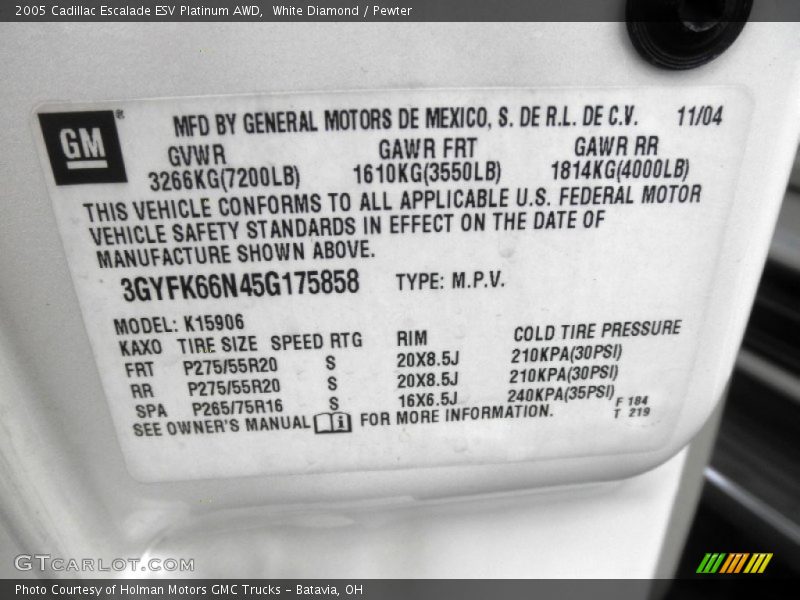 2005 Cadillac Escalade ESV Platinum AWD,  White Diamond / Pewter
GM®
MFD BY GENERAL MOTORS DE MEXICO, S. DE R.L. DE C.V. 11/04
GVWR GAWR FRT GAWR RR
3266KG(7200LB) 1610KG(3550LB) 1814KG(4000LB)
THIS VEHICLE CONFORMS TO ALL APPLICABLE U.S. FEDERAL MOTOR
VEHICLE SAFETY STANDARDS IN EFFECT ON THE DATE OF
MANUFACTURE SHOWN ABOVE.
3GYFK66N45G175858 TYPE: M.P.V.
MODEL: K15906
KAXO TIRE SIZE SPEED RTG RIM COLD TIRE PRESSURE
FRT P275/55R20 S 20X8.5J 210KPA(30PSI)
RR P275/55R20 S 20X8.5J 210KPA(30PSI)
SPA P265/75R16 S 16X6.5J 240KPA(35PSI)
F 184
T 219
SEE OWNER'S MANUAL i FOR MORE INFORMATION.
GTCARLOT.COM
Photo Courtesy of Holman Motors GMC Trucks - Batavia, OH